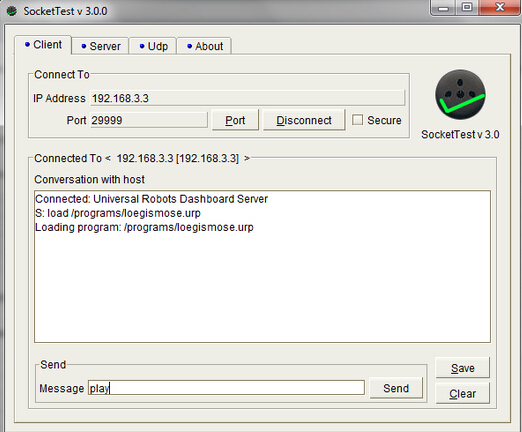 SocketTest v 3.0.0
Client
Server
Udp
About
Connect To
IP Address 192.168.3.3
Port 29999 Port Disconnect Secure
SocketTest v 3.0
Connected To < 192.168.3.3 [192.168.3.3] >
Conversation with host
Connected: Universal Robots Dashboard Server
S: load /programs/loegismose.urp
Loading program: /programs/loegismose.urp
Send
Message play Send
Save
Clear